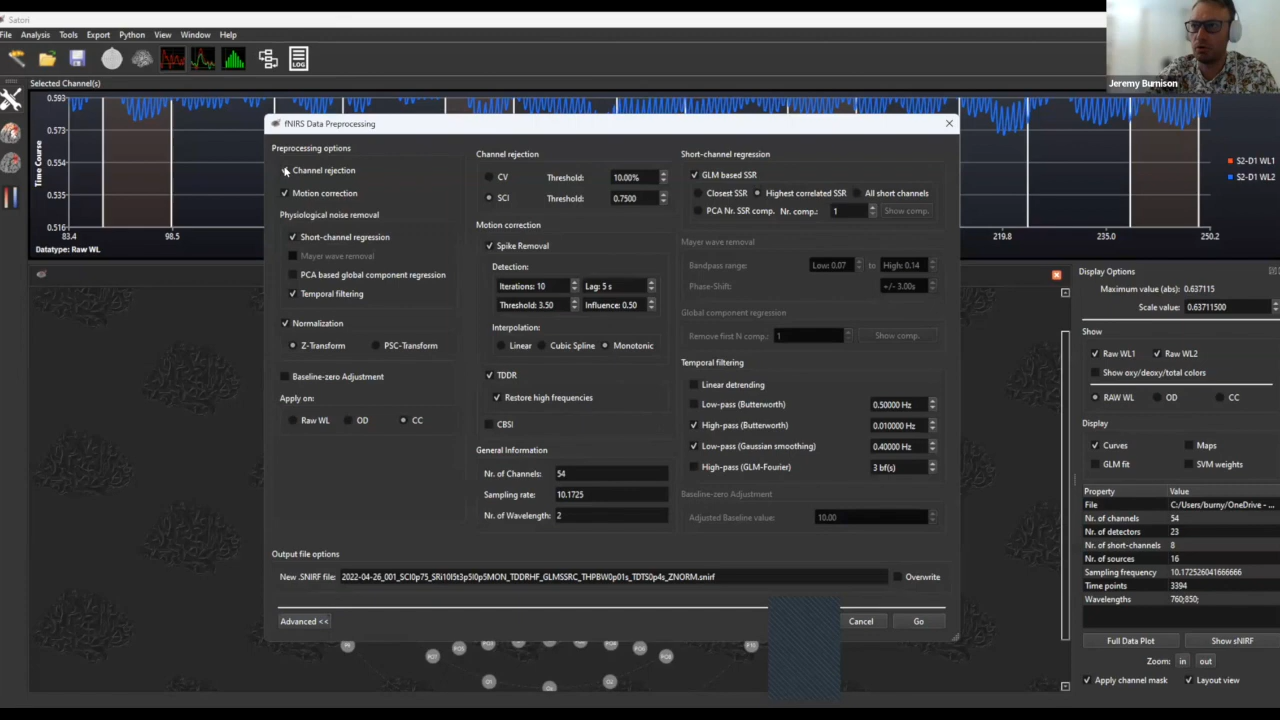 Satori
File Analysis Tools Export Python View Window Help
LOG
Selected Channel(s)
Jeremy Burnison
0.593
0.573
0.554
0.535
0.516
Time Course
83.4 98.5 219.8 235.0 250.2
Datatype: Raw WL
S2-D1 WL1
S2-D1 WL2
fNIRS Data Preprocessing
Preprocessing options
Channel rejection
Motion correction
Physiological noise removal
Short-channel regression
Mayer wave removal
PCA based global component regression
Temporal filtering
Normalization
Z-Transform PSC-Transform
Baseline-zero Adjustment
Apply on:
Raw WL OD CC
Channel rejection
CV Threshold: 10.00%
SCI Threshold: 0.7500
Motion correction
Spike Removal
Detection:
Iterations: 10 Lag: 5 s
Threshold: 3.50 Influence: 0.50
Interpolation:
Linear Cubic Spline Monotonic
TDDR
Restore high frequencies
CBSI
General Information
Nr. of Channels: 54
Sampling rate: 10.1725
Nr. of Wavelength: 2
Short-channel regression
GLM based SSR
Closest SSR Highest correlated SSR All short channels
PCA Nr. SSR comp. Nr. comp.: 1 Show comp.
Mayer wave removal
Bandpass range: Low: 0.07 to High: 0.14
Phase-Shift: +/- 3.00s
Global component regression
Remove first N comp.: 1 Show comp.
Temporal filtering
Linear detrending
Low-pass (Butterworth) 0.50000 Hz
High-pass (Butterworth) 0.010000 Hz
Low-pass (Gaussian smoothing) 0.40000 Hz
High-pass (GLM-Fourier) 3 bf(s)
Baseline-zero Adjustment
Adjusted Baseline value: 10.00
Output file options
New .SNIRF file: 2022-04-26_001_SCI0p75_SRi10l5t3p5I0p5MON_TDDRHF_GLMSSRC_THPBW0p01s_TDTS0p4s_ZNORM.snirf Overwrite
Advanced << Cancel Go
Display Options
Maximum value (abs): 0.637115
Scale value: 0.63711500
Show
Raw WL1 Raw WL2
Show oxy/deoxy/total colors
RAW WL OD CC
Display
Curves Maps
GLM fit SVM weights
Property Value
File C:/Users/burny/OneDrive - ...
Nr. of channels 54
Nr. of detectors 23
Nr. of short-channels 8
Nr. of sources 16
Sampling frequency 10.172526041666666
Time points 3394
Wavelengths 760;850;
Full Data Plot Show sNIRF
Zoom: in out
Apply channel mask Layout view